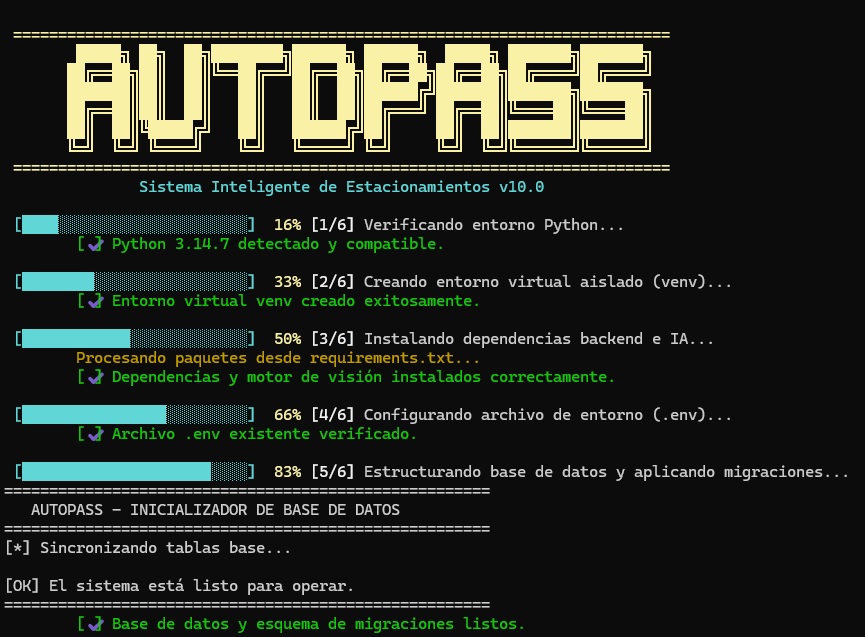 AUTOPASS
Sistema Inteligente de Estacionamientos v10.0
16% [1/6] Verificando entorno Python...
[✔] Python 3.14.7 detectado y compatible.
33% [2/6] Creando entorno virtual aislado (venv)...
[✔] Entorno virtual venv creado exitosamente.
50% [3/6] Instalando dependencias backend e IA...
Procesando paquetes desde requirements.txt...
[✔] Dependencias y motor de visión instalados correctamente.
66% [4/6] Configurando archivo de entorno (.env)...
[✔] Archivo .env existente verificado.
83% [5/6] Estructurando base de datos y aplicando migraciones...
==================================================
AUTOPASS - INICIALIZADOR DE BASE DE DATOS
==================================================
[*] Sincronizando tablas base...
[OK] El sistema está listo para operar.
==================================================
[✔] Base de datos y esquema de migraciones listos.